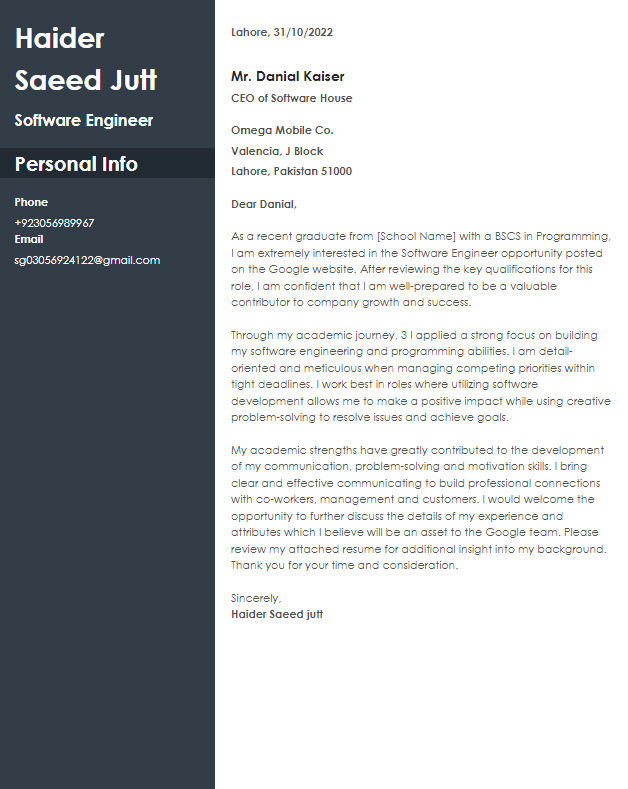 Haider
Saeed Jutt
Software Engineer
Personal Info
Phone
+923056989967
Email
sg03056924122@gmail.com
Lahore, 31/10/2022
Mr. Danial Kaiser
CEO of Software House
Omega Mobile Co.
Valencia, J Block
Lahore, Pakistan 51000
Dear Danial,
As a recent graduate from [School Name] with a BSCS in Programming,
I am extremely interested in the Software Engineer opportunity posted
on the Google website. After reviewing the key qualifications for this
role, I am confident that I am well-prepared to be a valuable
contributor to company growth and success.
Through my academic journey, 3 I applied a strong focus on building
my software engineering and programming abilities. I am detail-
oriented and meticulous when managing competing priorities within
tight deadlines. I work best in roles where utilizing software
development allows me to make a positive impact while using creative
problem-solving to resolve issues and achieve goals.
My academic strengths have greatly contributed to the development
of my communication, problem-solving and motivation skills. I bring
clear and effective communicating to build professional connections
with co-workers, management and customers. I would welcome the
opportunity to further discuss the details of my experience and
attributes which I believe will be an asset to the Google team. Please
review my attached resume for additional insight into my background.
Thank you for your time and consideration.
Sincerely,
Haider Saeed jutt